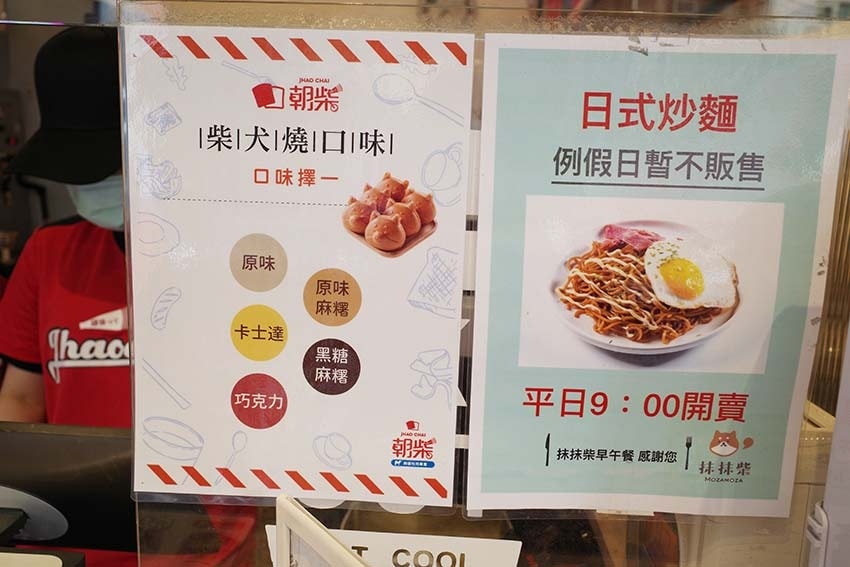 JHAO CHAI
朝柴
柴犬燒口味
口味擇一
原味
原味
麻糬
卡士達
黑糖
麻糬
巧克力
JHAO CHAI
朝柴
日式炒麵
例假日暫不販售
平日9：00開賣
抹抹柴早午餐 感謝您
抹抹柴
MOZAMOZA
Jhao
COOL